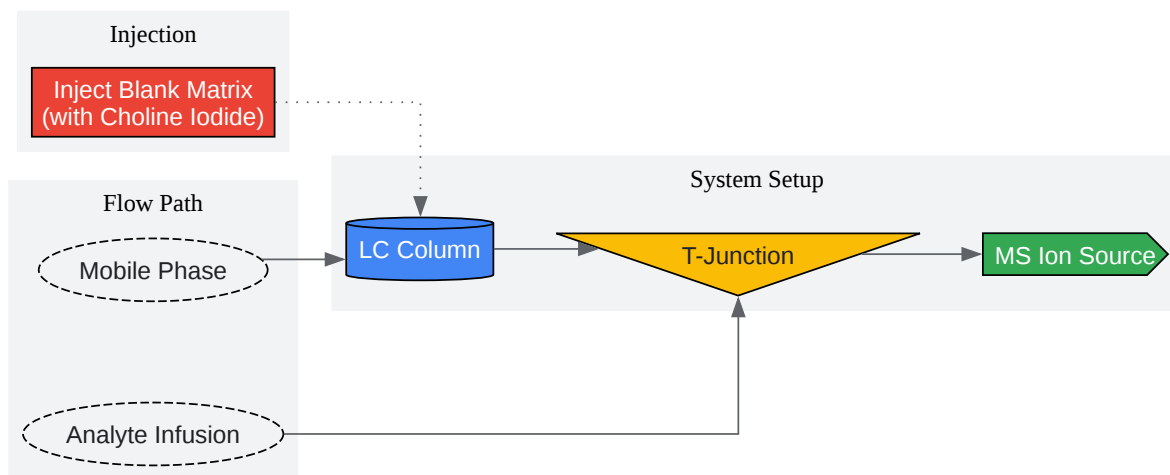 Injection
Inject Blank Matrix
(with Choline Iodide)
System Setup
Flow Path
LC Column
T-Junction
MS Ion Source
Mobile Phase
Analyte Infusion